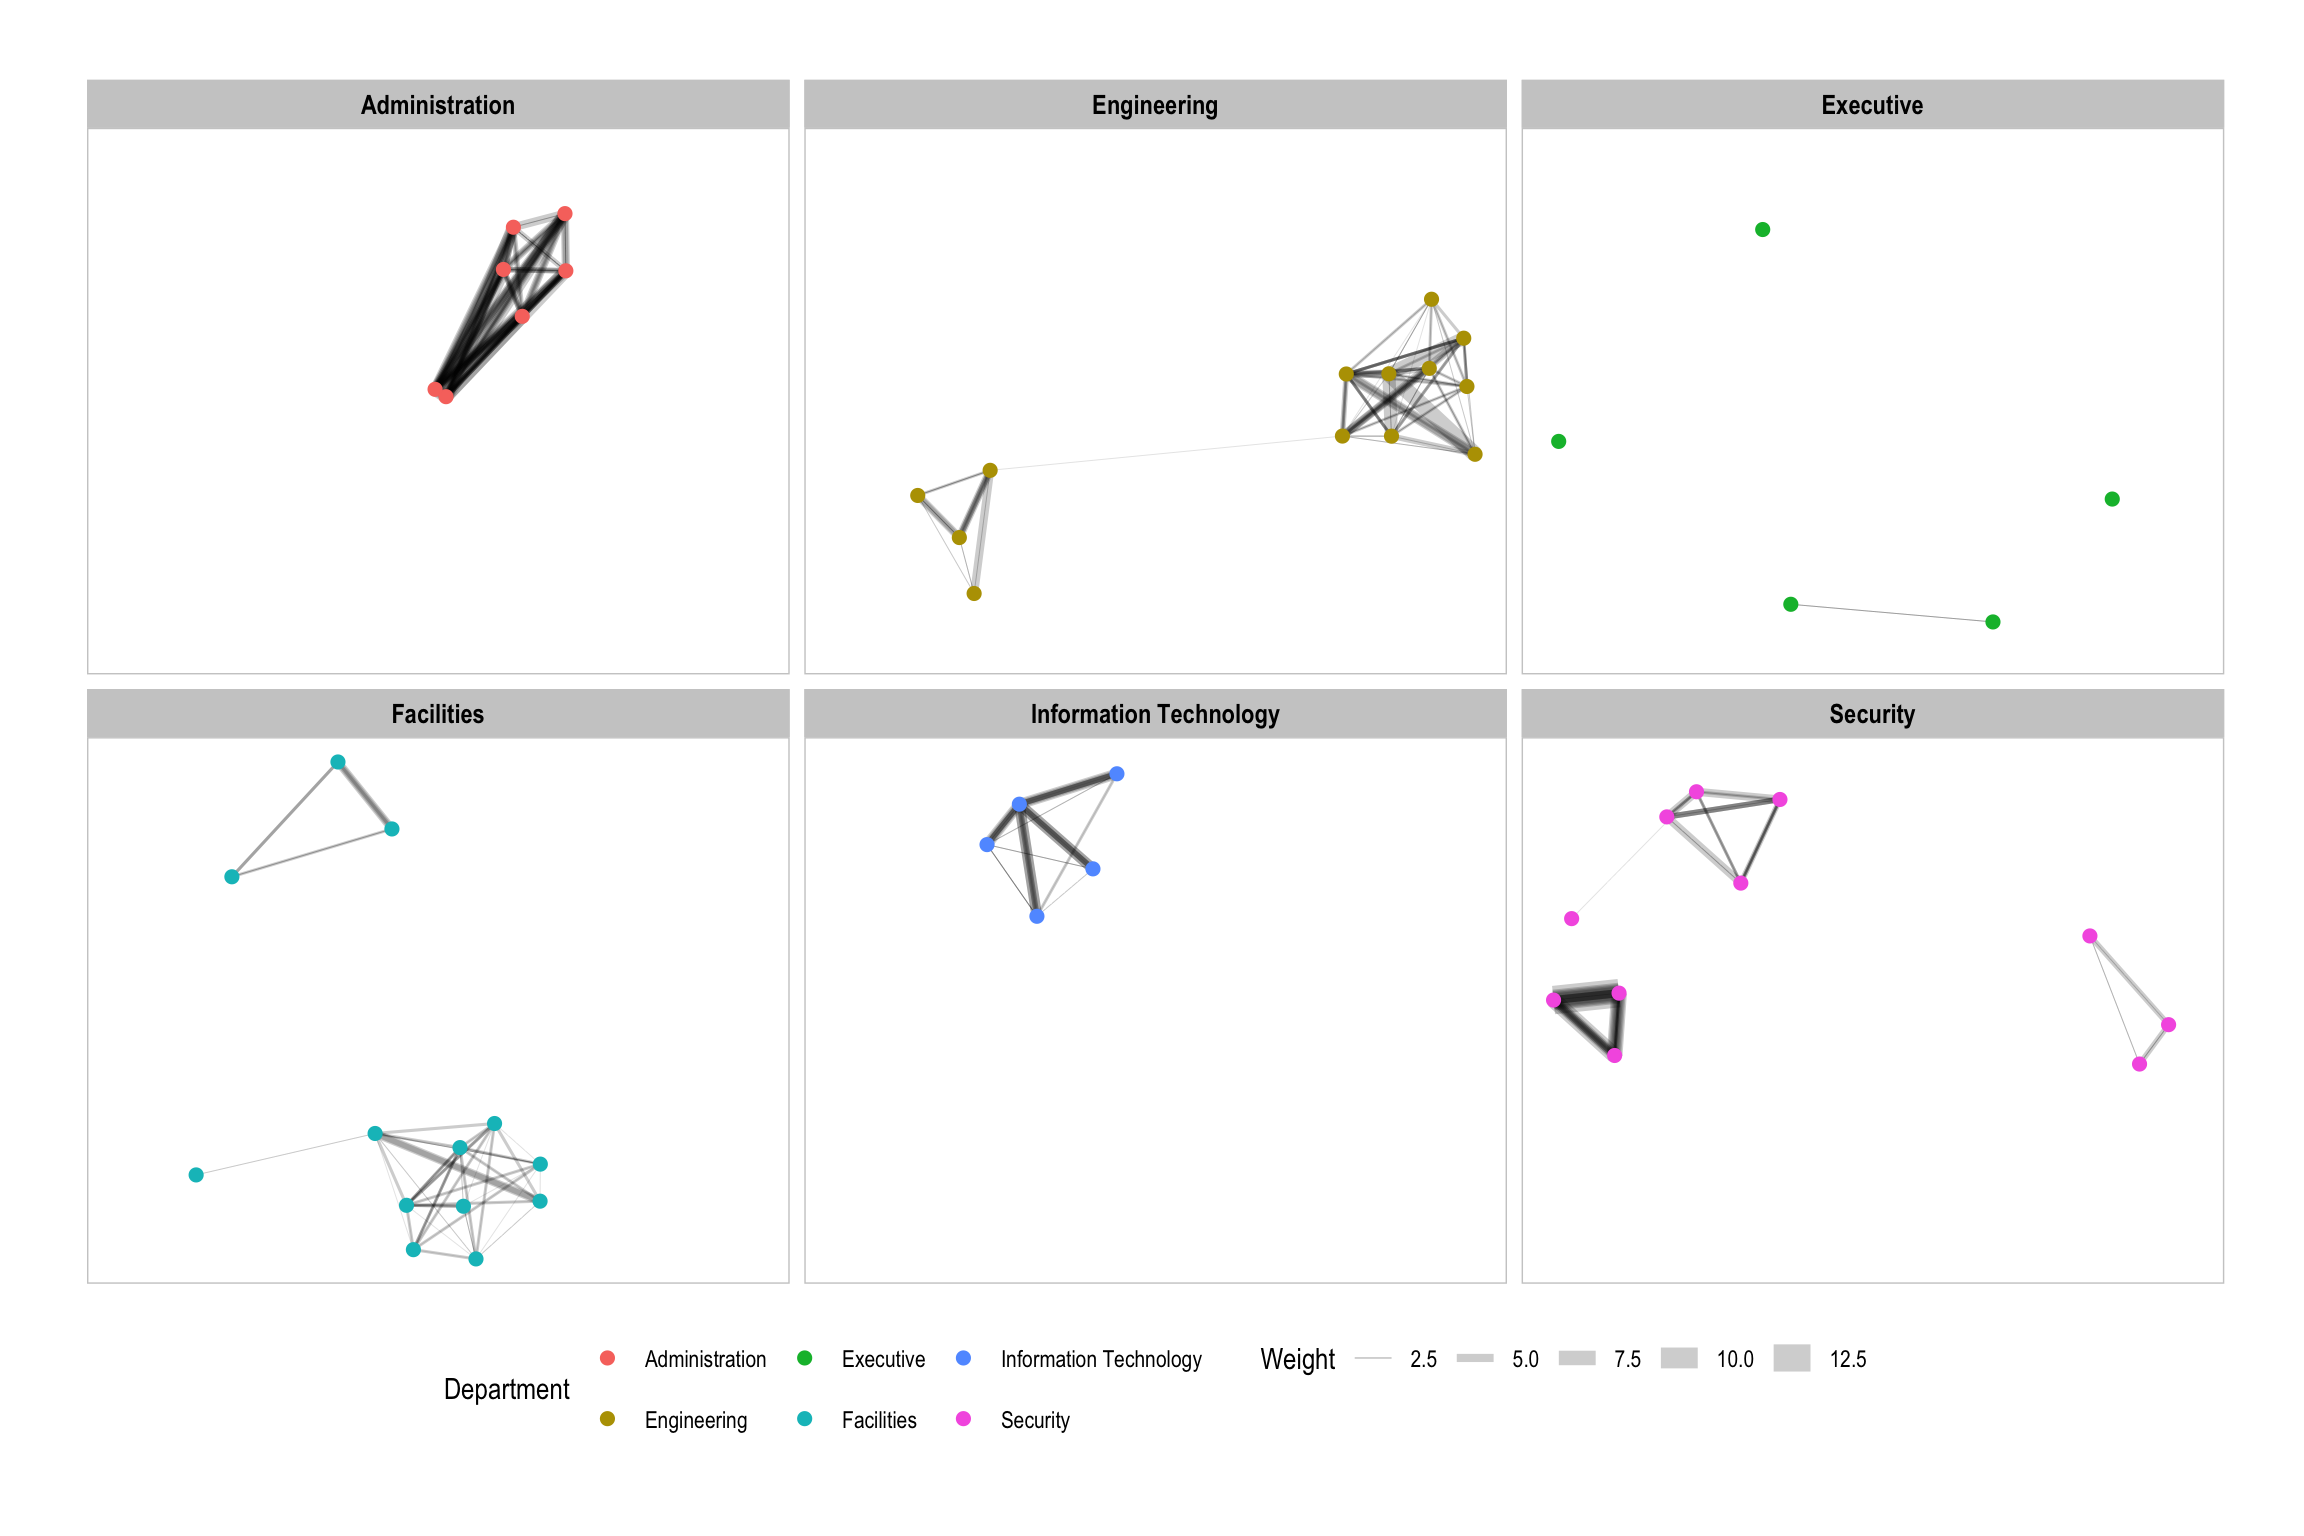 Administration
Engineering
Executive
Facilities
Information Technology
Security
Department
Administration
Executive
Information Technology
Engineering
Facilities
Security
Weight
2.5
5.0
7.5
10.0
12.5